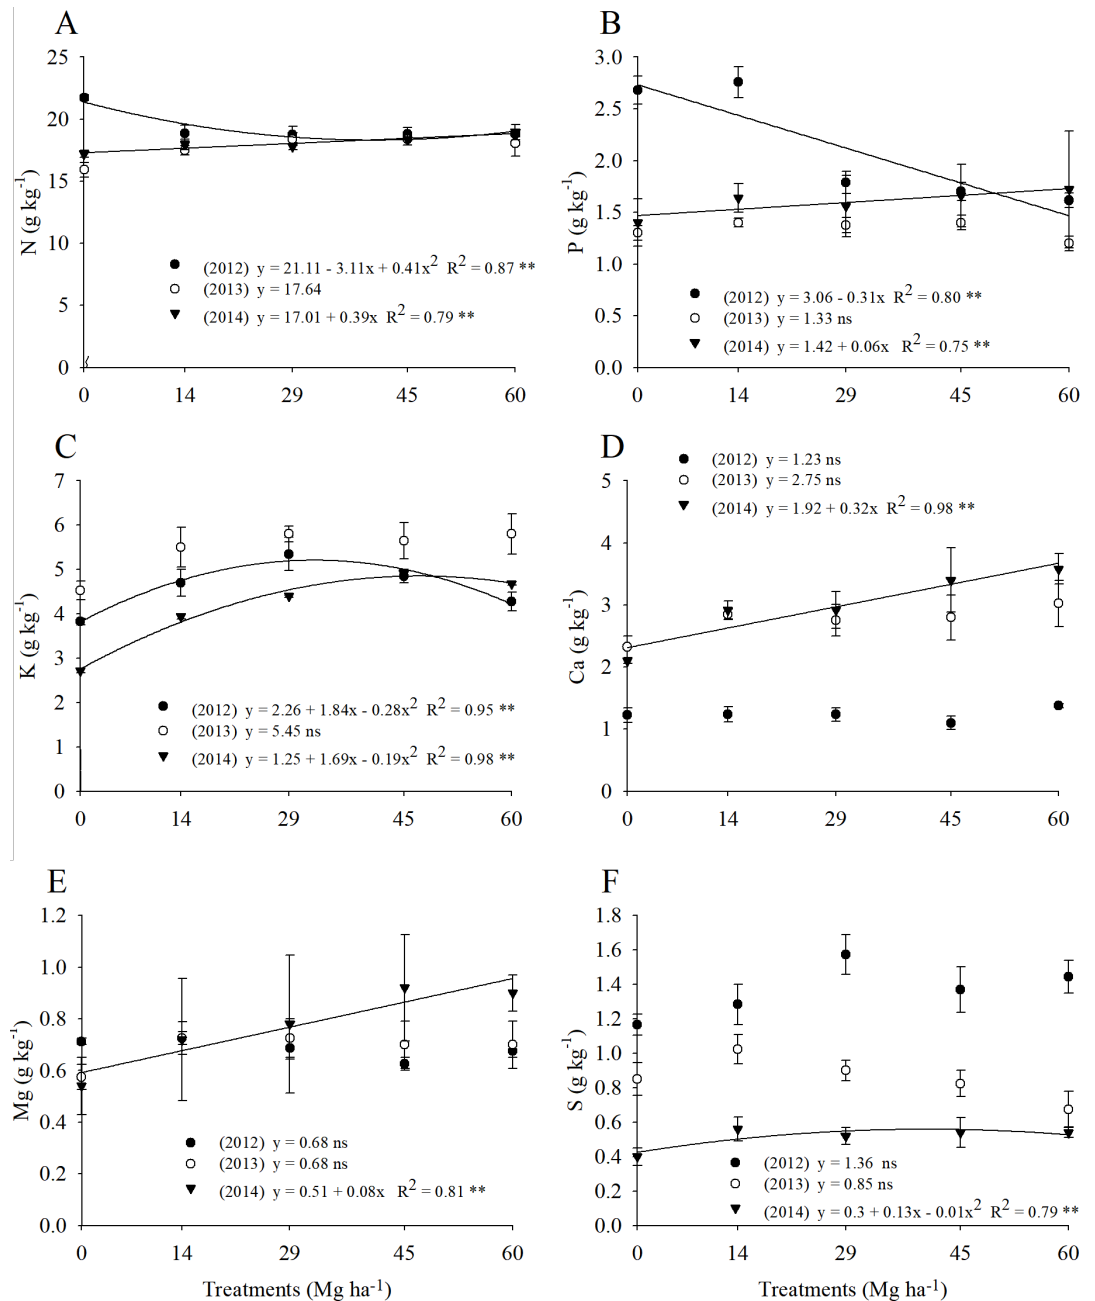 A
N (g kg-1)
25
20
15
10
5
0
(2012) y = 21.11 - 3.11x + 0.41x2 R2 = 0.87 **
(2013) y = 17.64
(2014) y = 17.01 + 0.39x R2 = 0.79 **
0 14 29 45 60
B
P (g kg-1)
3.0
2.5
2.0
1.5
1.0
0.5
0.0
(2012) y = 3.06 - 0.31x R2 = 0.80 **
(2013) y = 1.33 ns
(2014) y = 1.42 + 0.06x R2 = 0.75 **
0 14 29 45 60
C
K (g kg-1)
7
6
5
4
3
2
1
0
(2012) y = 2.26 + 1.84x - 0.28x2 R2 = 0.95 **
(2013) y = 5.45 ns
(2014) y = 1.25 + 1.69x - 0.19x2 R2 = 0.98 **
0 14 29 45 60
D
(2012) y = 1.23 ns
(2013) y = 2.75 ns
(2014) y = 1.92 + 0.32x R2 = 0.98 **
Ca (g kg-1)
5
4
3
2
1
0
0 14 29 45 60
E
Mg (g kg-1)
1.2
1.0
0.8
0.6
0.4
0.2
0.0
(2012) y = 0.68 ns
(2013) y = 0.68 ns
(2014) y = 0.51 + 0.08x R2 = 0.81 **
0 14 29 45 60
Treatments (Mg ha-1)
F
S (g kg-1)
1.8
1.6
1.4
1.2
1.0
0.8
0.6
0.4
0.2
0.0
(2012) y = 1.36 ns
(2013) y = 0.85 ns
(2014) y = 0.3 + 0.13x - 0.01x2 R2 = 0.79 **
0 14 29 45 60
Treatments (Mg ha-1)